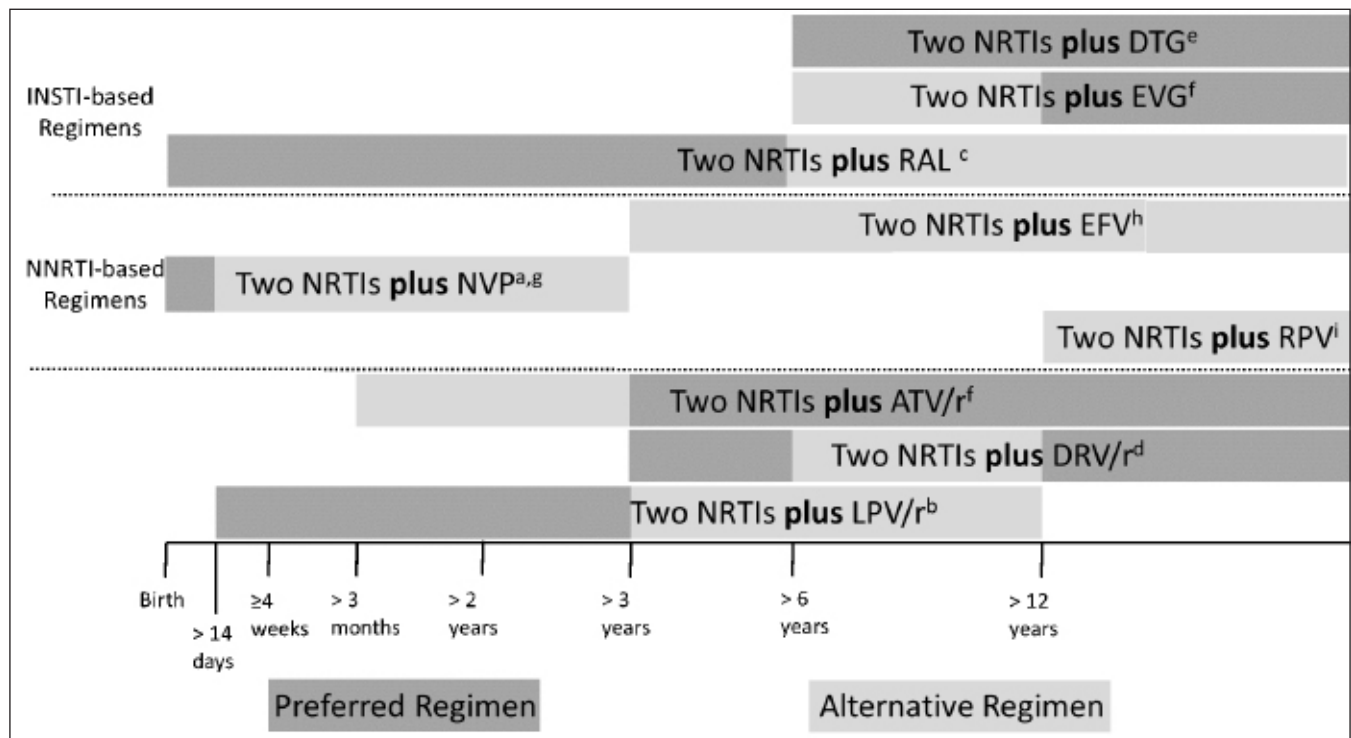 Two NRTIs plus DTGᵉ
INSTI-based
Regimens
Two NRTIs plus EVGᶠ
Two NRTIs plus RAL ᶜ
Two NRTIs plus EFVʰ
NNRTI-based
Regimens
Two NRTIs plus NVPᵃ,ᵍ
Two NRTIs plus RPVⁱ
Two NRTIs plus ATV/rᶠ
Two NRTIs plus DRV/rᵈ
Two NRTIs plus LPV/rᵇ
Birth
> 14
days
≥4
weeks
> 3
months
> 2
years
> 3
years
> 6
years
> 12
years
Preferred Regimen
Alternative Regimen